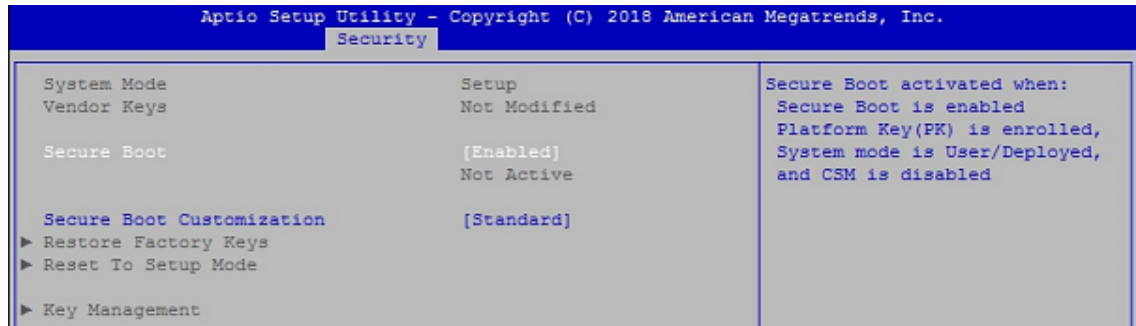 Aptio Setup Utility - Copyright (C) 2018 American Megatrends, Inc.
Security
System Mode Setup
Vendor Keys Not Modified
Secure Boot [Enabled]
Not Active
Secure Boot Customization [Standard]
▶ Restore Factory Keys
▶ Reset To Setup Mode
▶ Key Management
Secure Boot activated when:
Secure Boot is enabled
Platform Key(PK) is enrolled,
System mode is User/Deployed,
and CSM is disabled